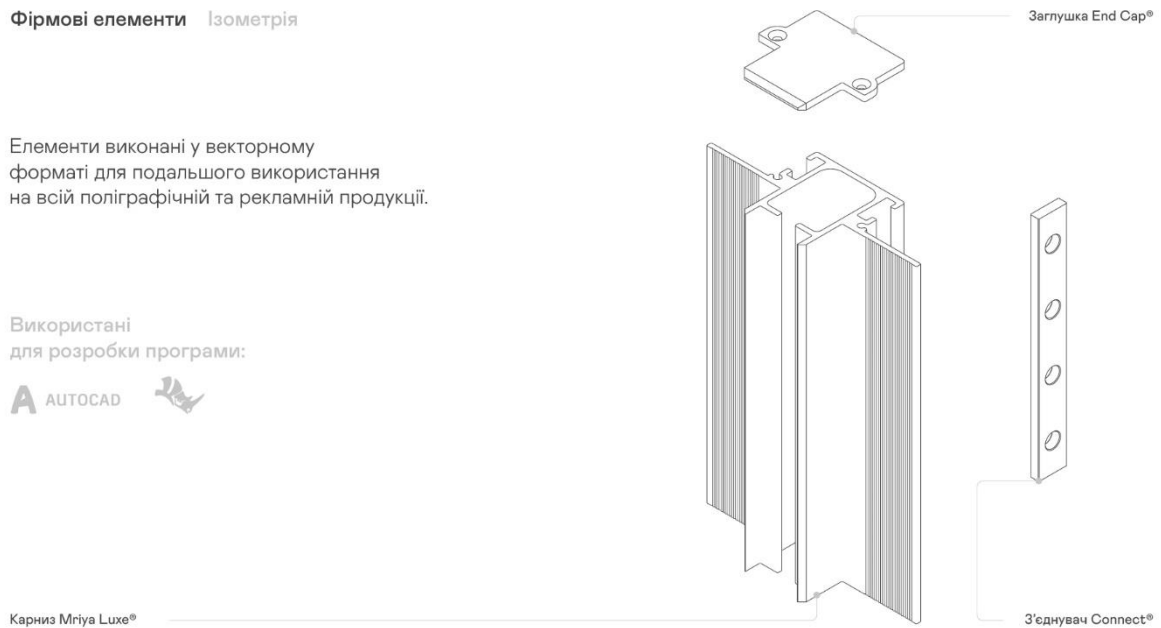 Фірмові елементи Ізометрія
Заглушка End Cap®
Елементи виконані у векторному
форматі для подальшого використання
на всій поліграфічній та рекламній продукції.
Використані
для розробки програми:
A AUTOCAD
Карниз Mriya Luxe®
З’єднувач Connect®